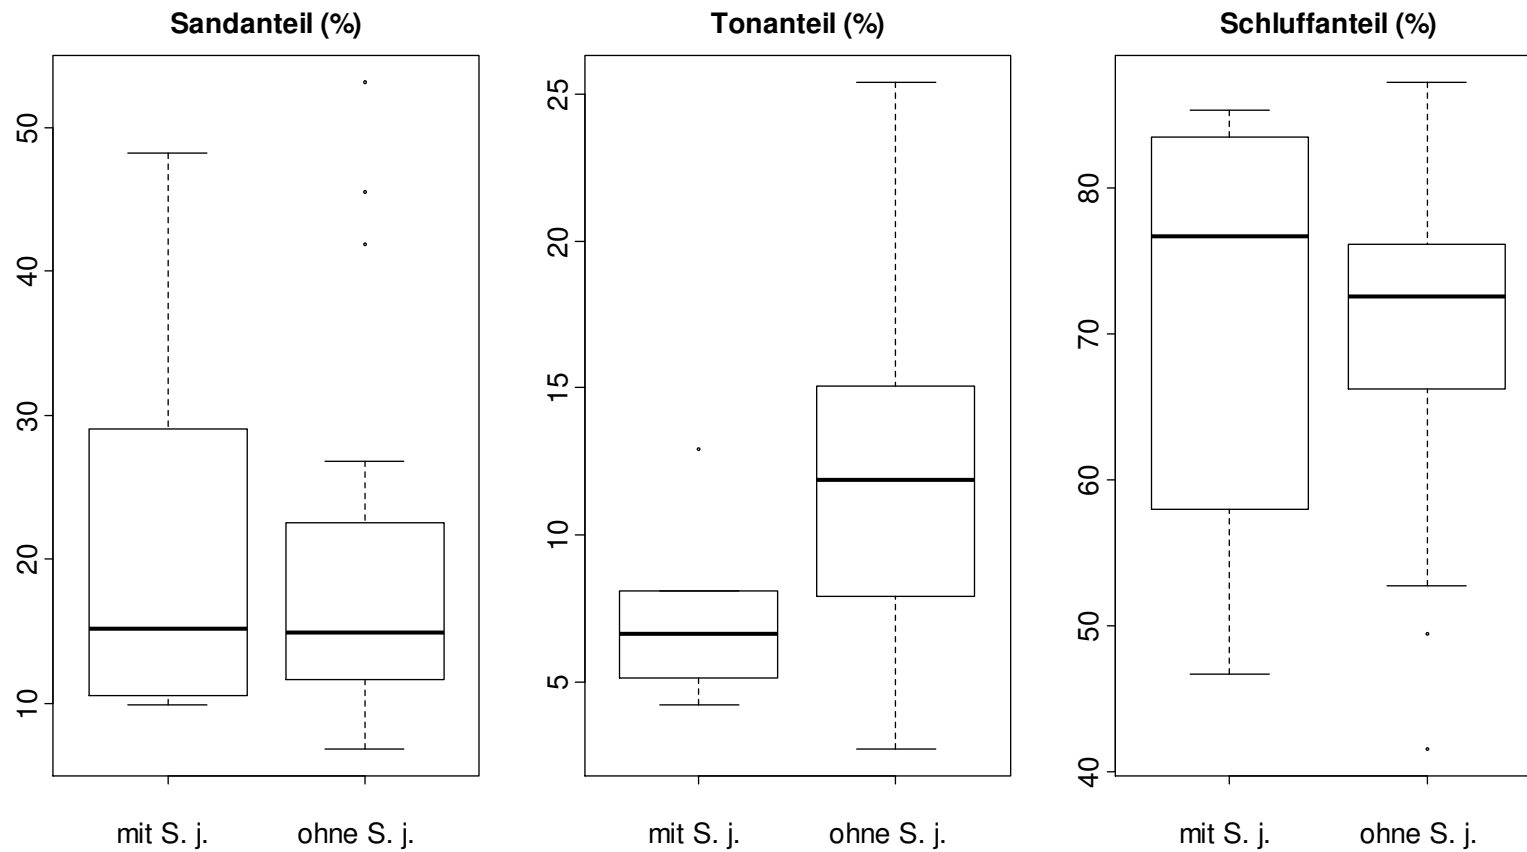 Sandanteil (%)
50
40
30
20
10
mit S. j.
ohne S. j.
Tonanteil (%)
25
20
15
10
5
mit S. j.
ohne S. j.
Schluffanteil (%)
80
70
60
50
40
mit S. j.
ohne S. j.